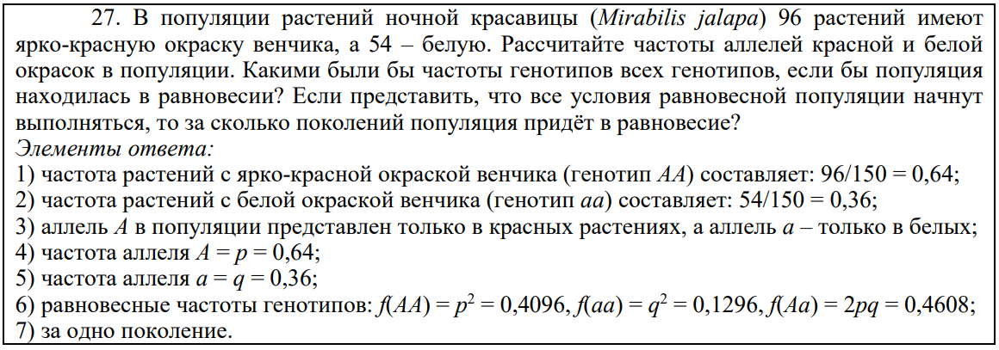 27. В популяции растений ночной красавицы (Mirabilis jalapa) 96 растений имеют
ярко-красную окраску венчика, а 54 – белую. Рассчитайте частоты аллелей красной и белой
окрасок в популяции. Какими были бы частоты генотипов всех генотипов, если бы популяция
находилась в равновесии? Если представить, что все условия равновесной популяции начнут
выполняться, то за сколько поколений популяция придёт в равновесие?
Элементы ответа:
1) частота растений с ярко-красной окраской венчика (генотип AA) составляет: 96/150 = 0,64;
2) частота растений с белой окраской венчика (генотип aa) составляет: 54/150 = 0,36;
3) аллель A в популяции представлен только в красных растениях, а аллель a – только в белых;
4) частота аллеля A = p = 0,64;
5) частота аллеля a = q = 0,36;
6) равновесные частоты генотипов: f(AA) = p² = 0,4096, f(aa) = q² = 0,1296, f(Aa) = 2pq = 0,4608;
7) за одно поколение.